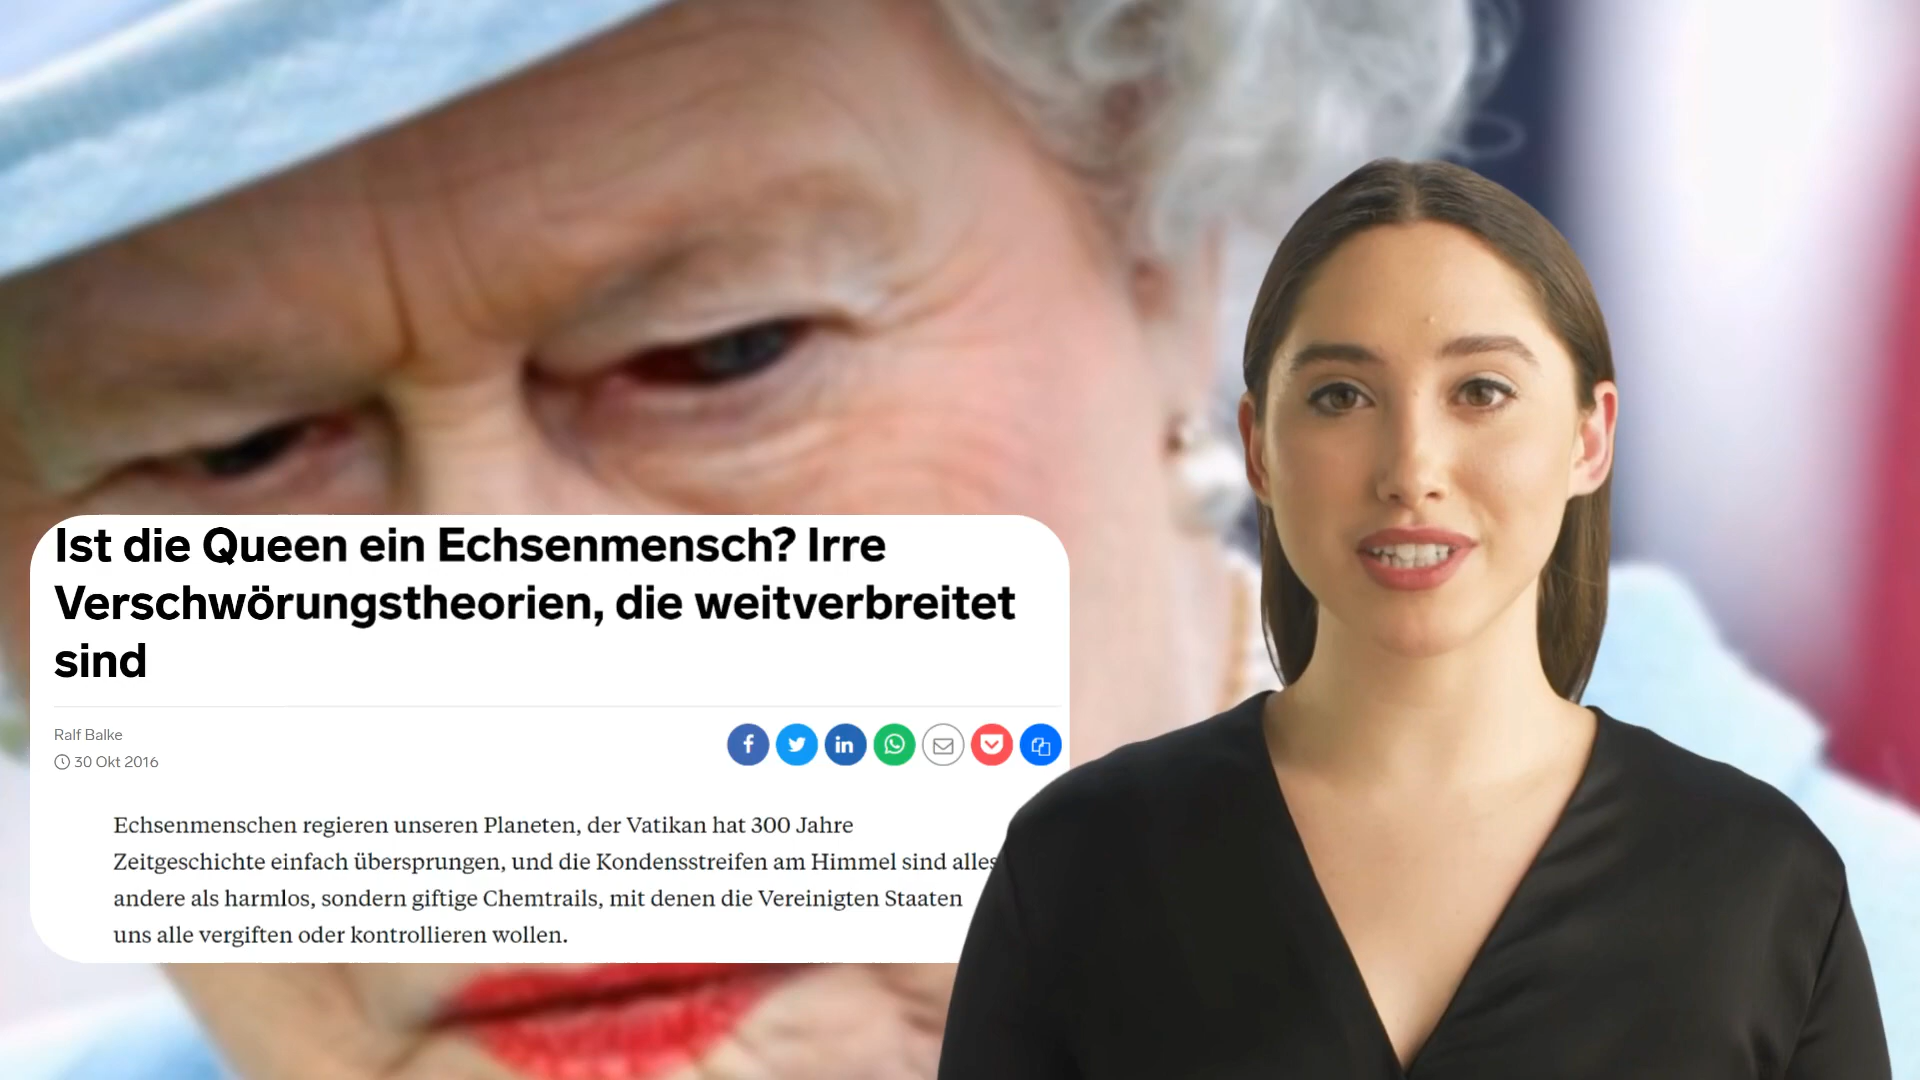 Ist die Queen ein Echsenmensch? Irre
Verschwörungstheorien, die weitverbreitet
sind
Ralf Balke
30 Okt 2016
Echsenmenschen regieren unseren Planeten, der Vatikan hat 300 Jahre
Zeitgeschichte einfach übersprungen, und die Kondensstreifen am Himmel sind alles
andere als harmlos, sondern giftige Chemtrails, mit denen die Vereinigten Staaten
uns alle vergiften oder kontrollieren wollen.